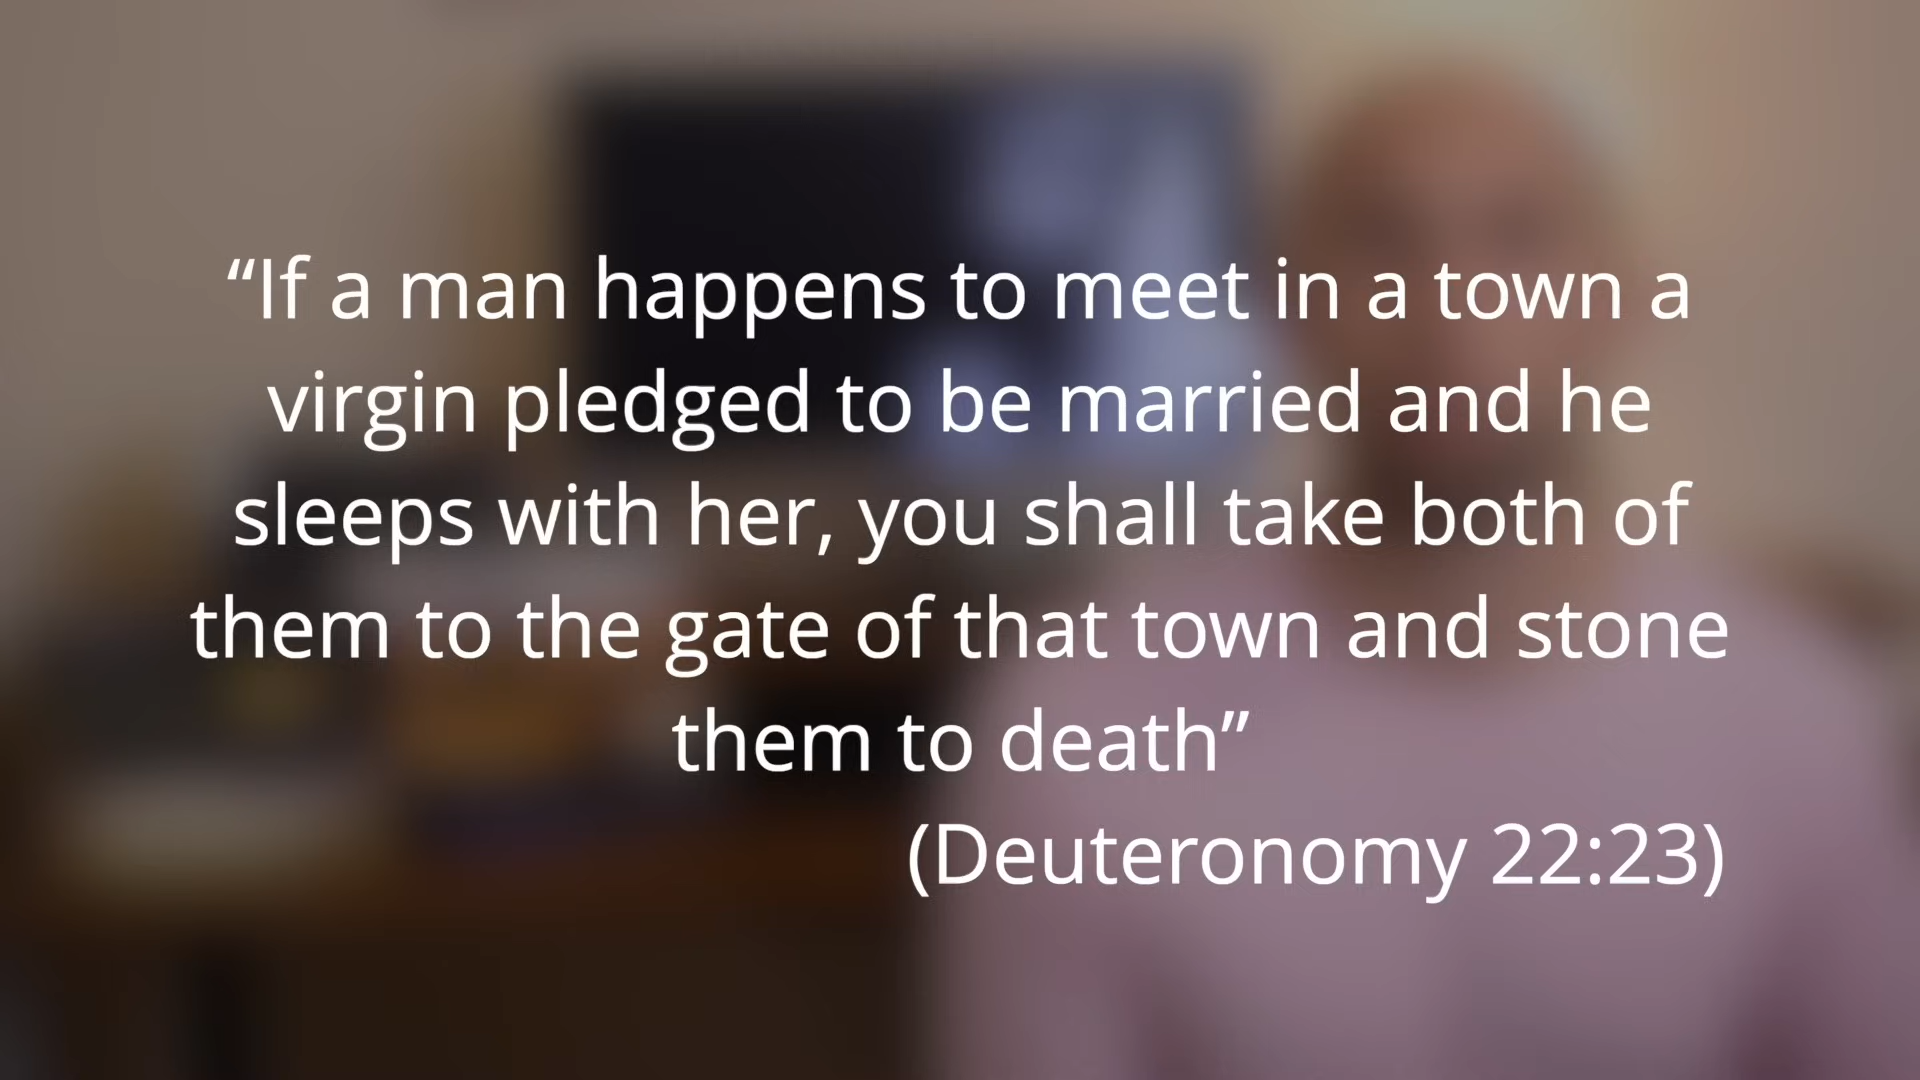 “If a man happens to meet in a town a
virgin pledged to be married and he
sleeps with her, you shall take both of
them to the gate of that town and stone
them to death”
(Deuteronomy 22:23)